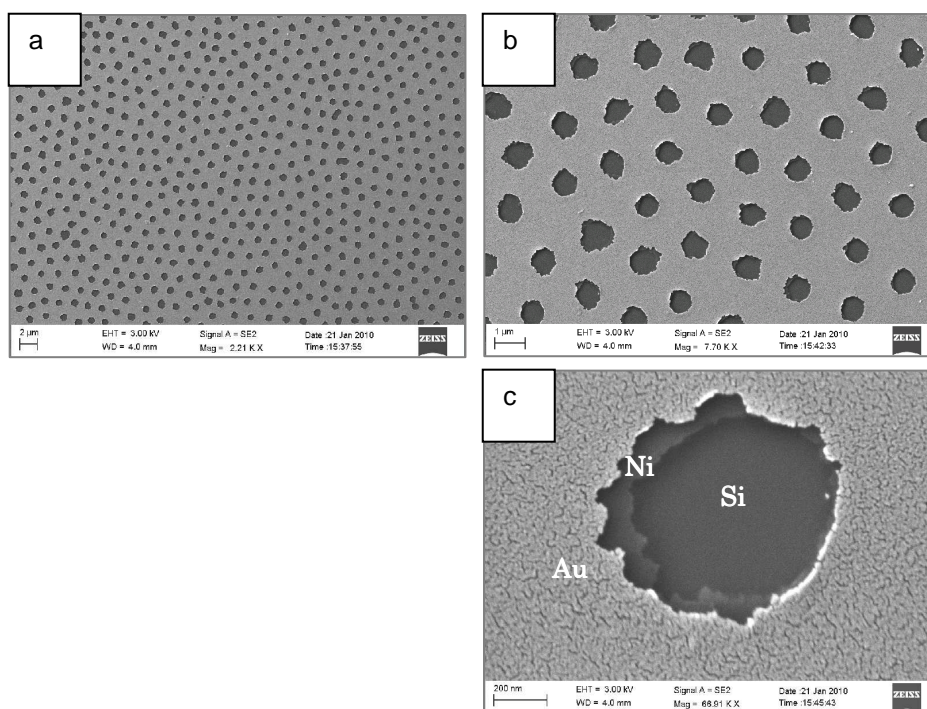 a
2 µm
EHT = 3.00 kV
WD = 4.0 mm
Signal A = SE2
Mag = 2.21 K X
Date :21 Jan 2010
Time :15:37:55
ZEISS
b
1 µm
EHT = 3.00 kV
WD = 4.0 mm
Signal A = SE2
Mag = 7.70 K X
Date :21 Jan 2010
Time :15:42:33
ZEISS
c
Ni
Si
Au
200 nm
EHT = 3.00 kV
WD = 4.0 mm
Signal A = SE2
Mag = 66.91 K X
Date :21 Jan 2010
Time :15:45:43
ZEISS